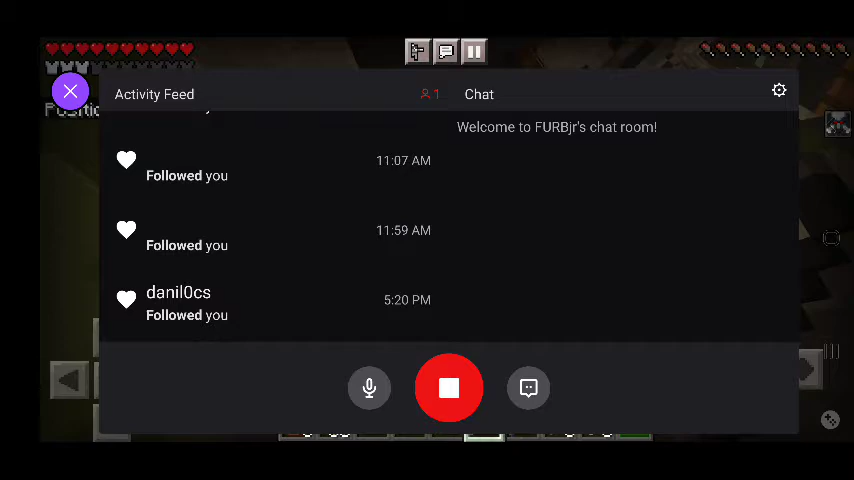 Activity Feed
1
Chat
Welcome to FURBjr's chat room!
11:07 AM
Followed you
11:59 AM
Followed you
danil0cs
5:20 PM
Followed you